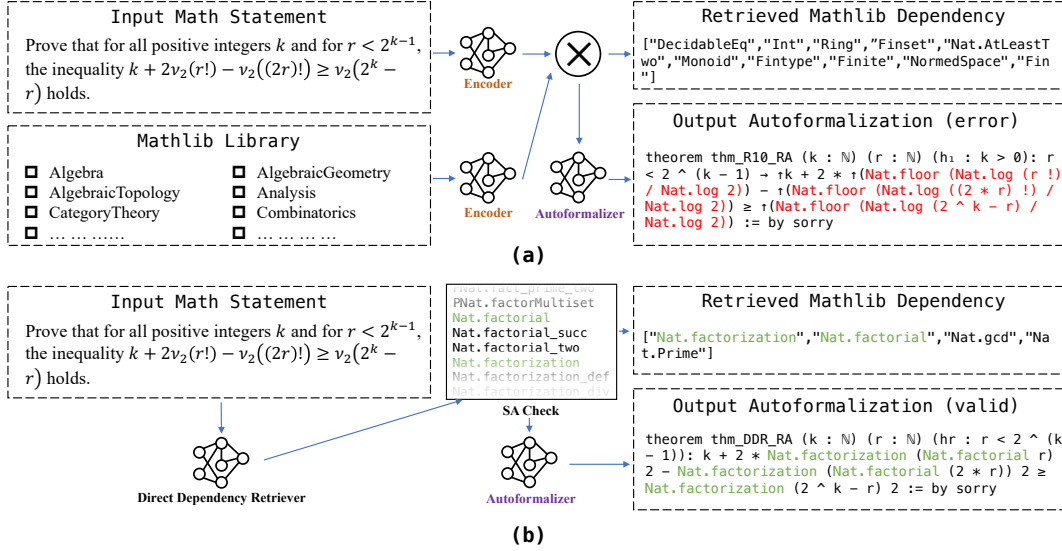 Input Math Statement
Prove that for all positive integers k and for r < 2^{k−1},
the inequality k + 2ν₂(r!) − ν₂((2r)!) ≥ ν₂(2^k −
r) holds.
Encoder
Retrieved Mathlib Dependency
["DecidableEq","Int","Ring","Finset","Nat.AtLeastT
wo","Monoid","Fintype","Finite","NormedSpace","Fin
"]
Mathlib Library
Algebra
AlgebraicGeometry
AlgebraicTopology
Analysis
CategoryTheory
Combinatorics
… … ……
… … … …
Encoder
Autoformalizer
Output Autoformalization (error)
theorem thm_R10_RA (k : ℕ) (r : ℕ) (h₁ : k > 0): r
< 2 ^ (k - 1) → ↑k + 2 * ↑(Nat.floor (Nat.log (r !)
/ Nat.log 2)) − ↑(Nat.floor (Nat.log ((2 * r) !) /
Nat.log 2)) ≥ ↑(Nat.floor (Nat.log (2 ^ k - r) /
Nat.log 2)) := by sorry
(a)
Input Math Statement
Prove that for all positive integers k and for r < 2^{k−1},
the inequality k + 2ν₂(r!) − ν₂((2r)!) ≥ ν₂(2^k −
r) holds.
Direct Dependency Retriever
PNat.fact_prime_two
PNat.factorMultiset
Nat.factorial
Nat.factorial_succ
Nat.factorial_two
Nat.factorization
Nat.factorization_def
Nat.factorization_div
SA Check
Autoformalizer
Retrieved Mathlib Dependency
["Nat.factorization","Nat.factorial","Nat.gcd","Na
t.Prime"]
Output Autoformalization (valid)
theorem thm_DDR_RA (k : ℕ) (r : ℕ) (hr : r < 2 ^ (k
- 1)): k + 2 * Nat.factorization (Nat.factorial r)
2 - Nat.factorization (Nat.factorial (2 * r)) 2 ≥
Nat.factorization (2 ^ k - r) 2 := by sorry
(b)